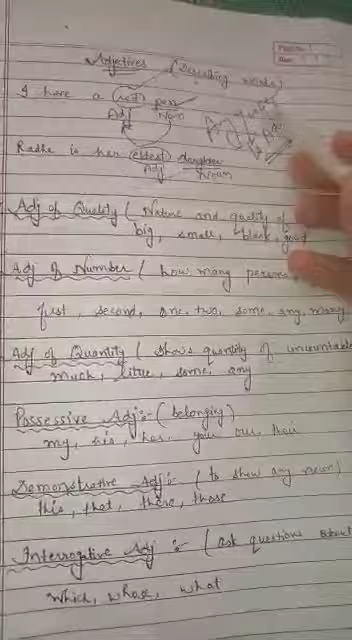 Adjectives (Describing words)
I have a red pen
Adj Noun
Radha is her eldest daughter
Adj Noun
Adj of Quality ( Nature and quality of
big, small, blank, good
Adj of Number ( how many persons
first, second, one, two, some, any, many
Adj of Quantity ( shows quantity of uncountable
much, little, some, any
Possessive Adj:- ( belonging)
my, his, her, your, our, their
Demonstrative Adj:- ( to show any noun)
this, that, there, those
Interroptive Adj :- ( ask questions about
which, whose, what